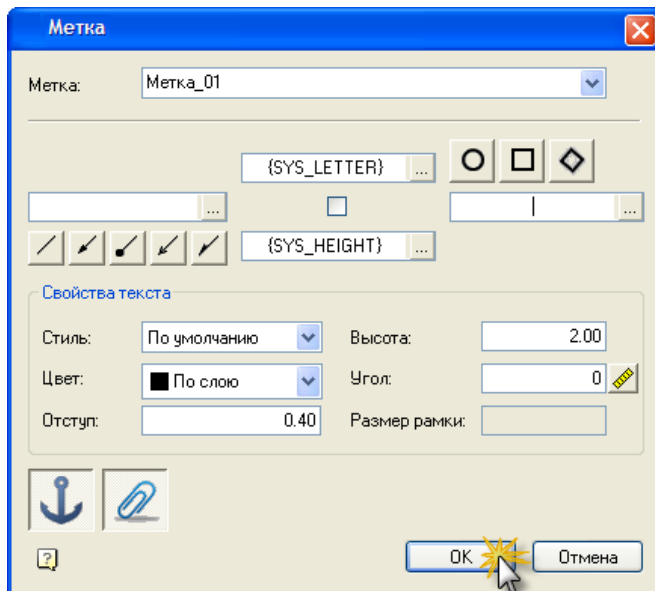 Метка
Метка: Метка_01
{SYS_LETTER} ...
... ...
{SYS_HEIGHT} ...
Свойства текста
Стиль: По умолчанию Высота: 2.00
Цвет: По слою Угол: 0
Отступ: 0.40 Размер рамки:
?
OK Отмена